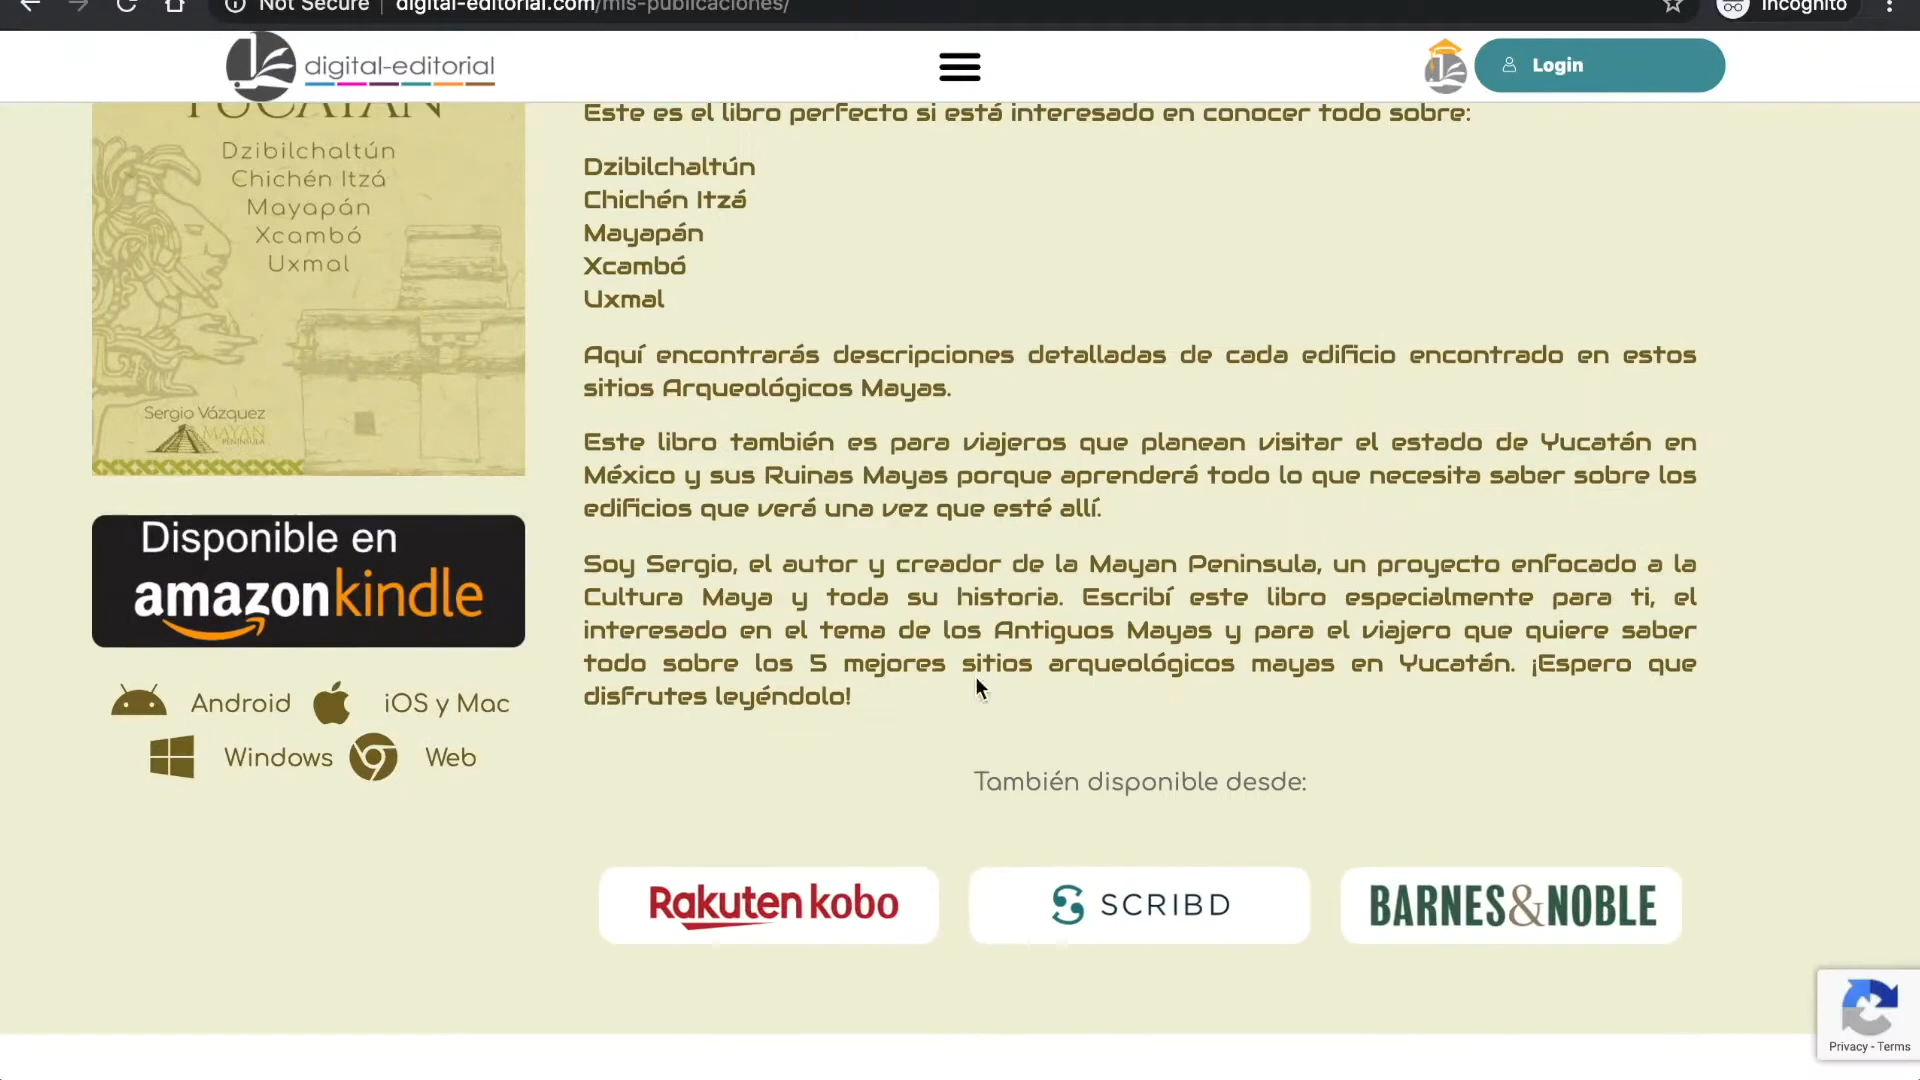 Not Secure | digital-editorial.com/mis-publicaciones/
Incognito
digital-editorial
Login
YUCATÁN
Dzibilchaltún
Chichén Itzá
Mayapán
Xcambó
Uxmal
Sergio Vázquez
MAYAN
PENINSULA
Disponible en
amazonkindle
Android
iOS y Mac
Windows
Web
Este es el libro perfecto si está interesado en conocer todo sobre:
Dzibilchaltún
Chichén Itzá
Mayapán
Xcambó
Uxmal
Aquí encontrarás descripciones detalladas de cada edificio encontrado en estos
sitios Arqueológicos Mayas.
Este libro también es para viajeros que planean visitar el estado de Yucatán en
México y sus Ruinas Mayas porque aprenderá todo lo que necesita saber sobre los
edificios que verá una vez que esté allí.
Soy Sergio, el autor y creador de la Mayan Peninsula, un proyecto enfocado a la
Cultura Maya y toda su historia. Escribí este libro especialmente para ti, el
interesado en el tema de los Antiguos Mayas y para el viajero que quiere saber
todo sobre los 5 mejores sitios arqueológicos mayas en Yucatán. ¡Espero que
disfrutes leyéndolo!
También disponible desde:
Rakuten kobo
SCRIBD
BARNES&NOBLE
Privacy - Terms